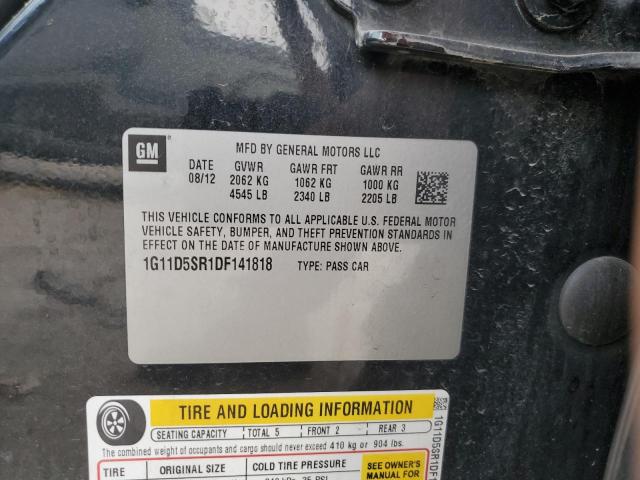 GM
MFD BY GENERAL MOTORS LLC
DATE GVWR GAWR FRT GAWR RR
08/12 2062 KG 1062 KG 1000 KG
4545 LB 2340 LB 2205 LB
THIS VEHICLE CONFORMS TO ALL APPLICABLE U.S. FEDERAL MOTOR
VEHICLE SAFETY, BUMPER, AND THEFT PREVENTION STANDARDS IN
EFFECT ON THE DATE OF MANUFACTURE SHOWN ABOVE.
1G11D5SR1DF141818 TYPE: PASS CAR
TIRE AND LOADING INFORMATION
SEATING CAPACITY TOTAL 5 FRONT 2 REAR 3
The combined weight of occupants and cargo should never exceed 410 kg or 904 lbs.
TIRE ORIGINAL SIZE COLD TIRE PRESSURE
SEE OWNER'S
MANUAL FOR
1G11D5SR1DF